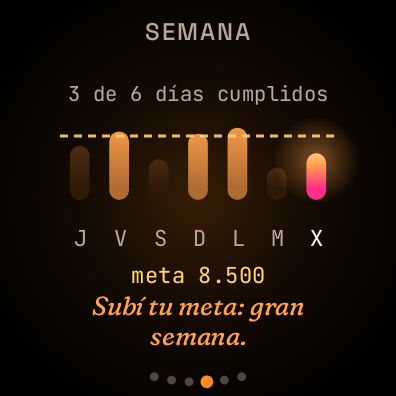 SEMANA
3 de 6 días cumplidos
J V S D L M X
meta 8.500
Subí tu meta: gran
semana.